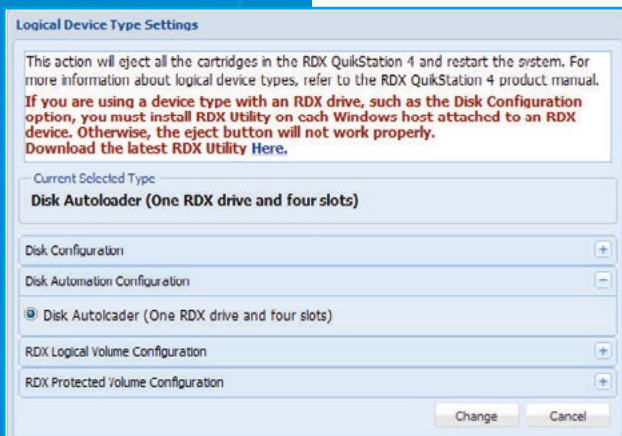 Logical Device Type Settings
This action will eject all the cartridges in the RDX QuikStation 4 and restart the system. For
more information about logical device types, refer to the RDX QuikStation 4 product manual.
If you are using a device type with an RDX drive, such as the Disk Configuration
option, you must install RDX Utility on each Windows host attached to an RDX
device. Otherwise, the eject button will not work properly.
Download the latest RDX Utility Here.
Current Selected Type
Disk Autoloader (One RDX drive and four slots)
Disk Configuration
Disk Automation Configuration
Disk Autoloader (One RDX drive and four slots)
RDX Logical Volume Configuration
RDX Protected Volume Configuration
Change Cancel